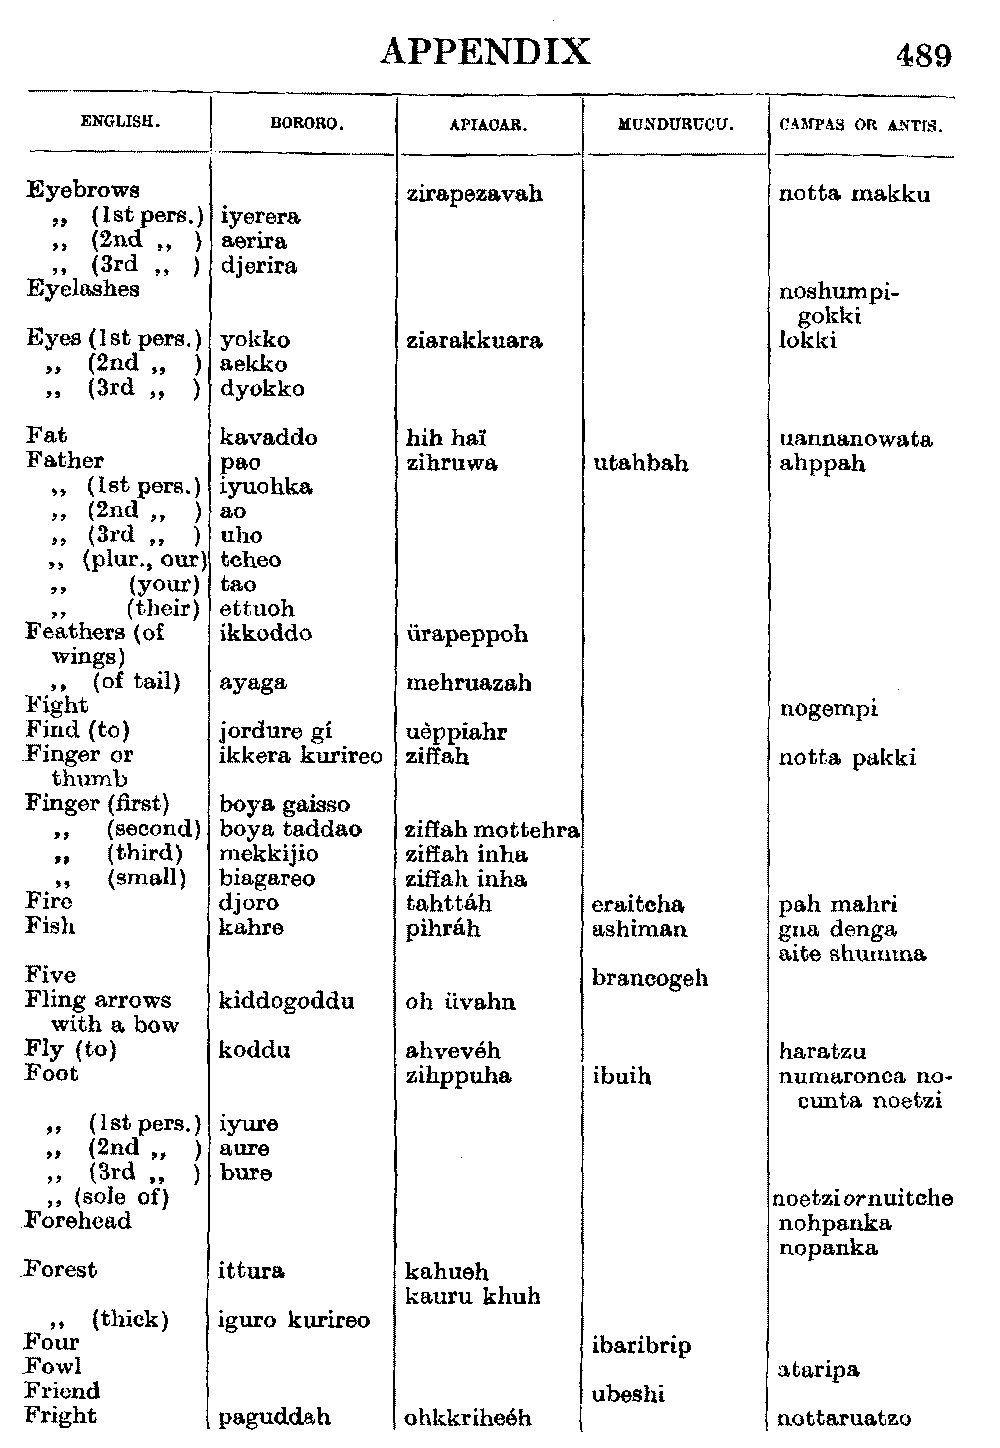 APPENDIX 489
ENGLISH. BORORO. APIACAR. MUNDURUCU. CAMPAS OR ANTIS.
Eyebrows zirapezavah notta makku
„ (1st pers.) iyerera
„ (2nd „ ) aerira
„ (3rd „ ) djerira
Eyelashes noshumpi-
gokki
Eyes (1st pers.) yokko ziarakkuara lokki
„ (2nd „ ) aekko
„ (3rd „ ) dyokko
Fat kavaddo hih haï uannanowata
Father pao zihruwa utahbah ahppah
„ (1st pers.) iyuohka
„ (2nd „ ) ao
„ (3rd „ ) uho
„ (plur., our) tcheo
„ (your) tao
„ (their) ettuoh
Feathers (of ikkoddo ürapeppoh
wings)
„ (of tail) ayaga mehruazah
Fight nogempi
Find (to) jordure gí uèppiahr
Finger or ikkera kurireo ziffah notta pakki
thumb
Finger (first) boya gaisso
„ (second) boya taddao ziffah mottehra
„ (third) mekkijio ziffah inha
„ (small) biagareo ziffah inha
Fire djoro tahttáh eraitcha pah mahri
Fish kahre pihráh ashiman gna denga
aite shumma
Five brancogeh
Fling arrows kiddogoddu oh üvahn
with a bow
Fly (to) koddu ahvevéh haratzu
Foot zihppuha ibuih numaronca no-
cunta noetzi
„ (1st pers.) iyure
„ (2nd „ ) aure
„ (3rd „ ) bure
„ (sole of) noetzi or nuitche
Forehead nohpanka
nopanka
Forest ittura kahueh
kauru khuh
„ (thick) iguro kurireo
Four ibaribrip
Fowl ataripa
Friend ubeshi
Fright paguddah ohkkriheéh nottaruatzo